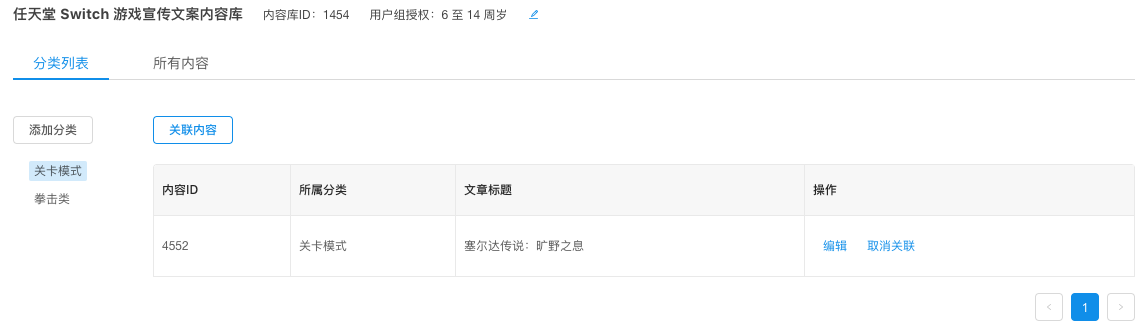 任天堂 Switch 游戏宣传文案内容库 内容库ID：1454 用户组授权：6 至 14 周岁
分类列表 所有内容
添加分类 关联内容
关卡模式
拳击类
内容ID 所属分类 文章标题 操作
4552 关卡模式 塞尔达传说：旷野之息 编辑 取消关联
< 1 >